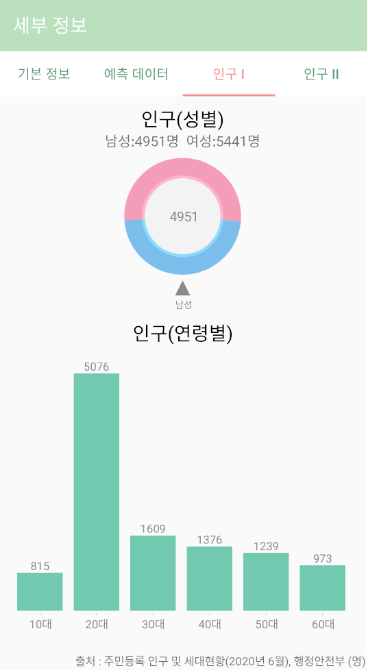 세부 정보
기본 정보 예측 데이터 인구 I 인구 II
인구(성별)
남성:4951명 여성:5441명
4951
남성
인구(연령별)
5076
1609
1376
1239
973
815
10대 20대 30대 40대 50대 60대
출처 : 주민등록 인구 및 세대현황(2020년 6월), 행정안전부 (명)